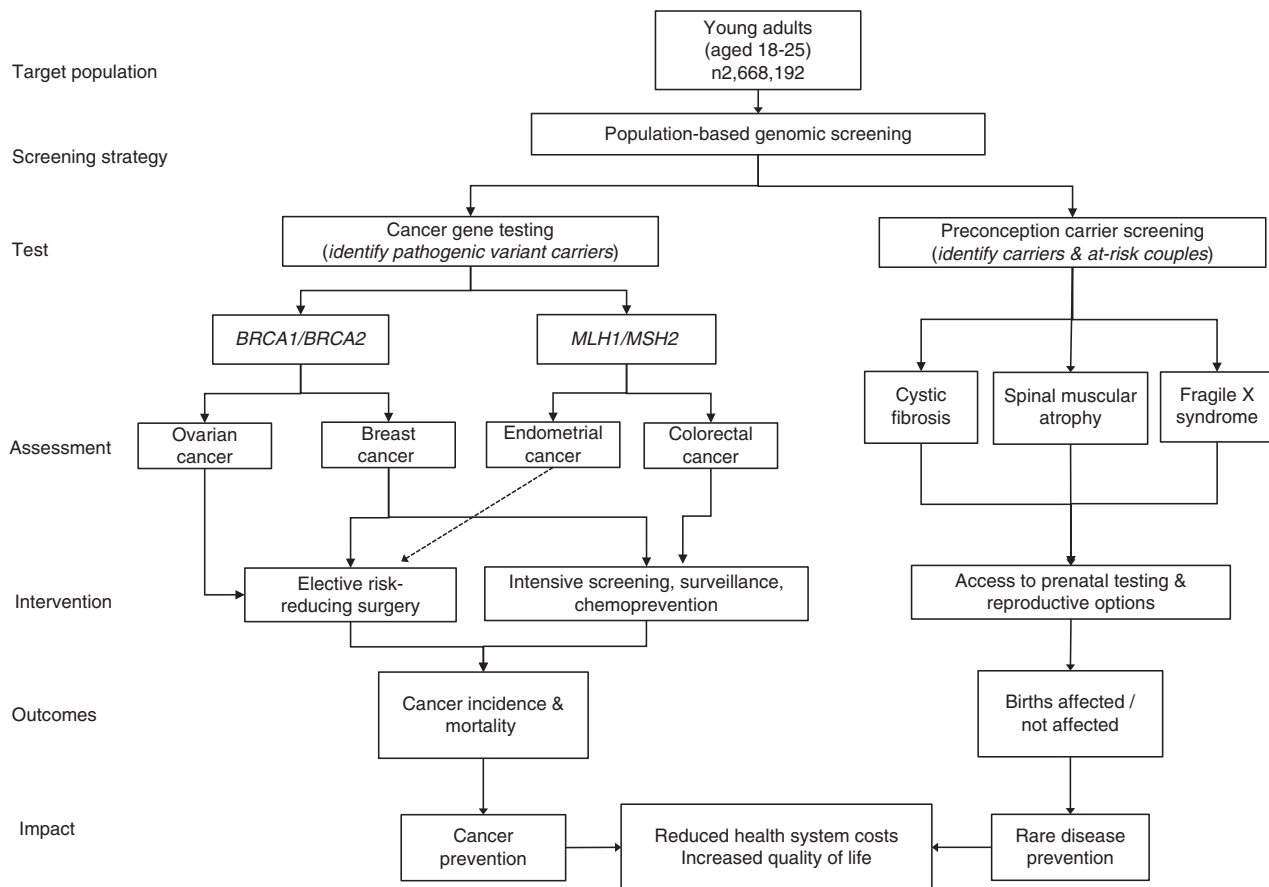 Young adults
(aged 18-25)
n2,668,192
Target population
Population-based genomic screening
Screening strategy
Cancer gene testing
(identify pathogenic variant carriers)
Preconception carrier screening
(identify carriers & at-risk couples)
Test
BRCA1/BRCA2
MLH1/MSH2
Cystic
fibrosis
Spinal muscular
atrophy
Fragile X
syndrome
Assessment
Ovarian
cancer
Breast
cancer
Endometrial
cancer
Colorectal
cancer
Intervention
Elective risk-
reducing surgery
Intensive screening, surveillance,
chemoprevention
Access to prenatal testing &
reproductive options
Outcomes
Cancer incidence &
mortality
Births affected /
not affected
Impact
Cancer
prevention
Reduced health system costs
Increased quality of life
Rare disease
prevention